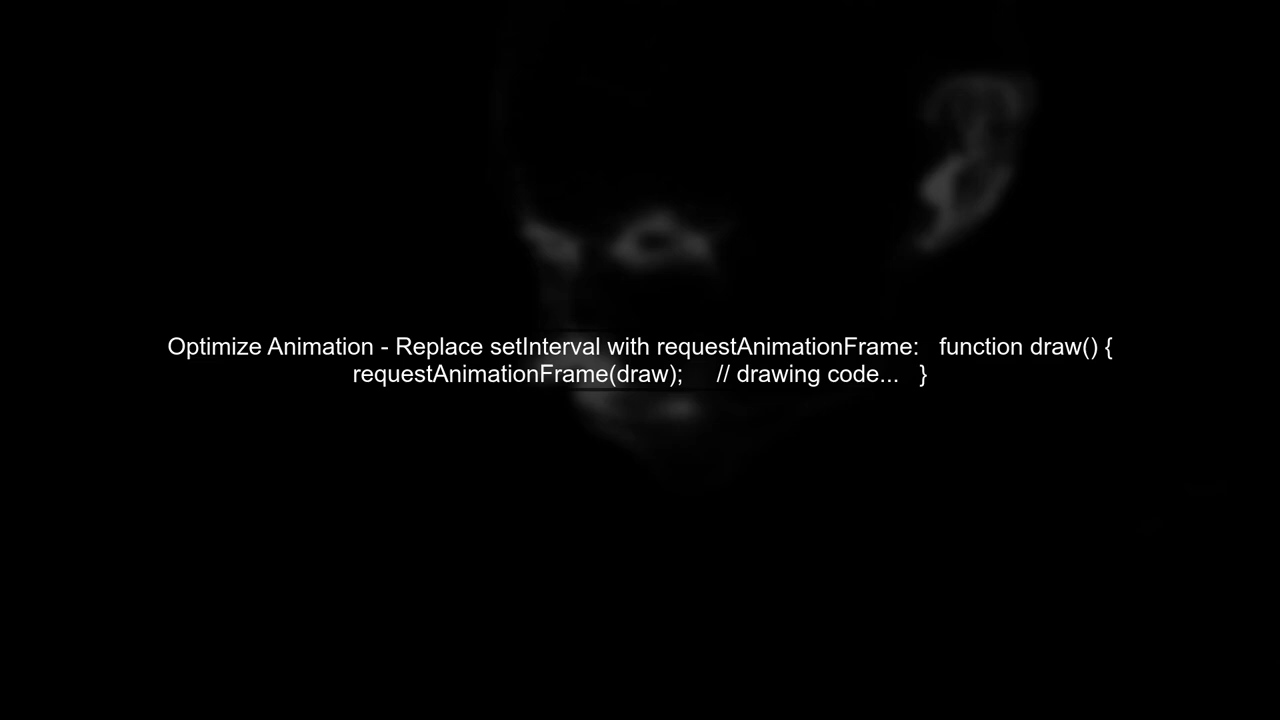 Optimize Animation - Replace setInterval with requestAnimationFrame:   function draw() {
requestAnimationFrame(draw);     // drawing code...   }